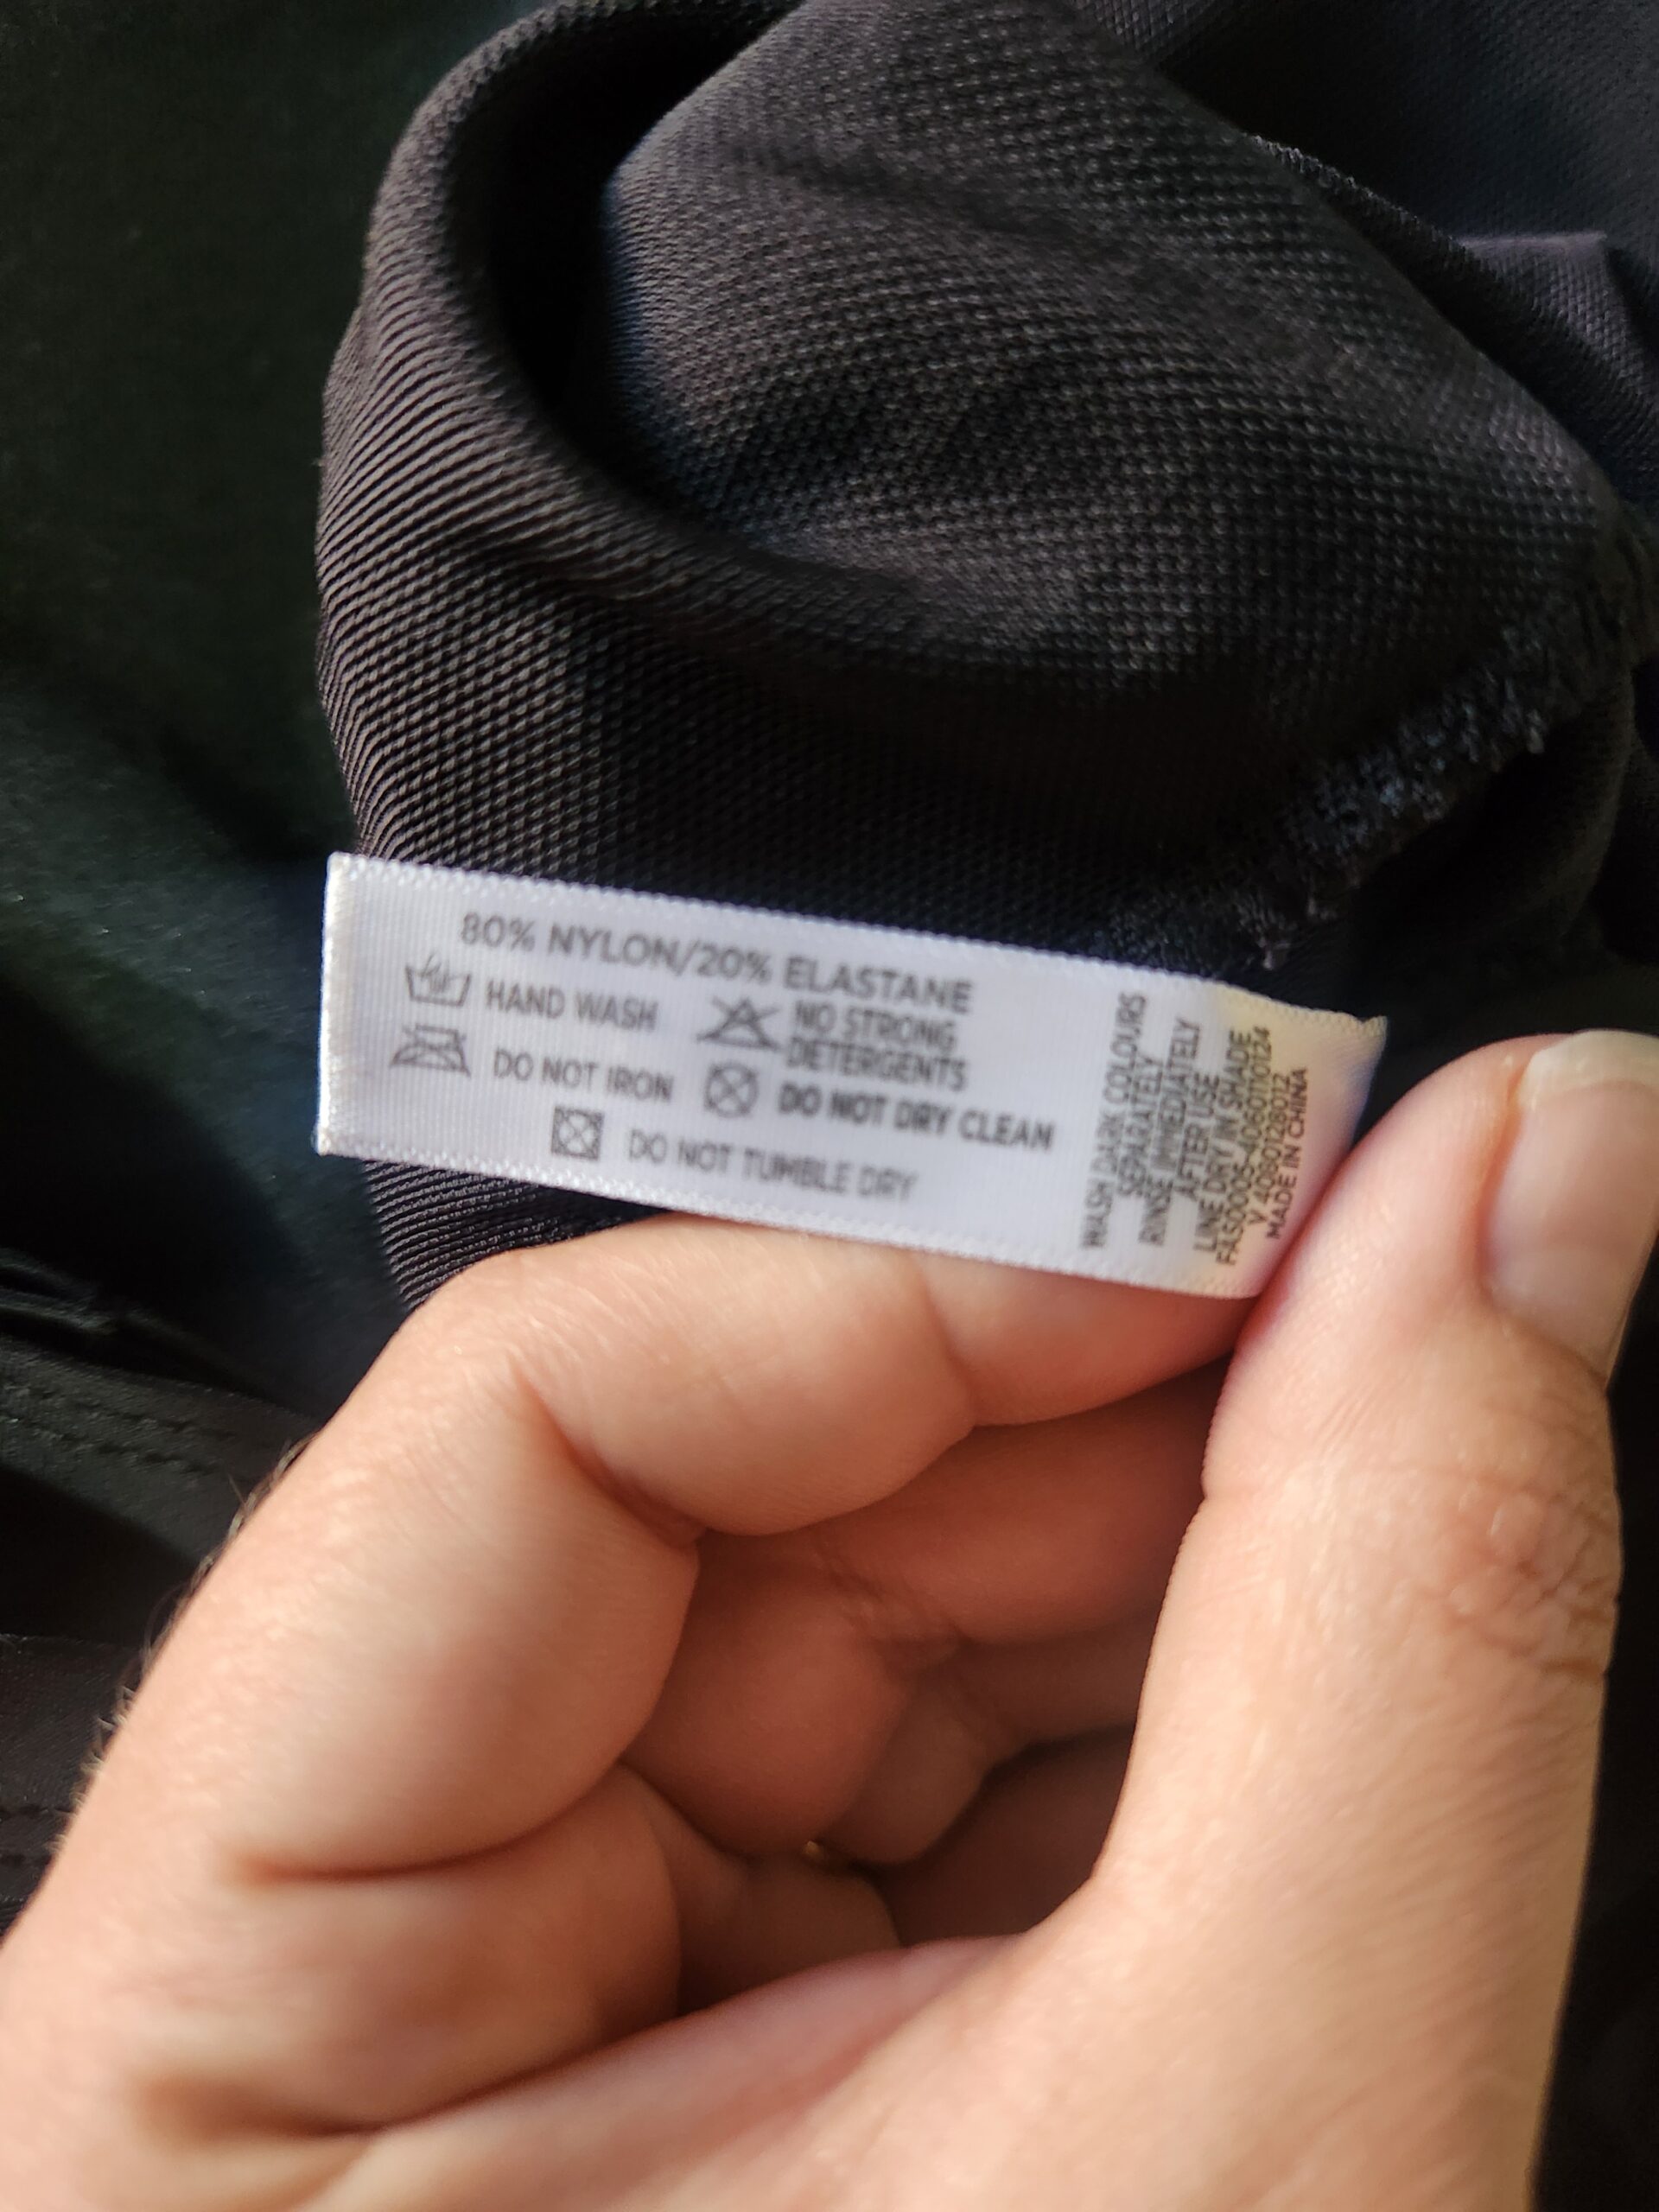 80% NYLON/20% ELASTANE
HAND WASH
NO STRONG
DETERGENTS
DO NOT IRON
DO NOT DRY CLEAN
DO NOT TUMBLE DRY
WASH DARK COLOURS
SEPARATELY
RINSE IMMEDIATELY
AFTER USE
LINE DRY IN SHADE
MADE IN CHINA